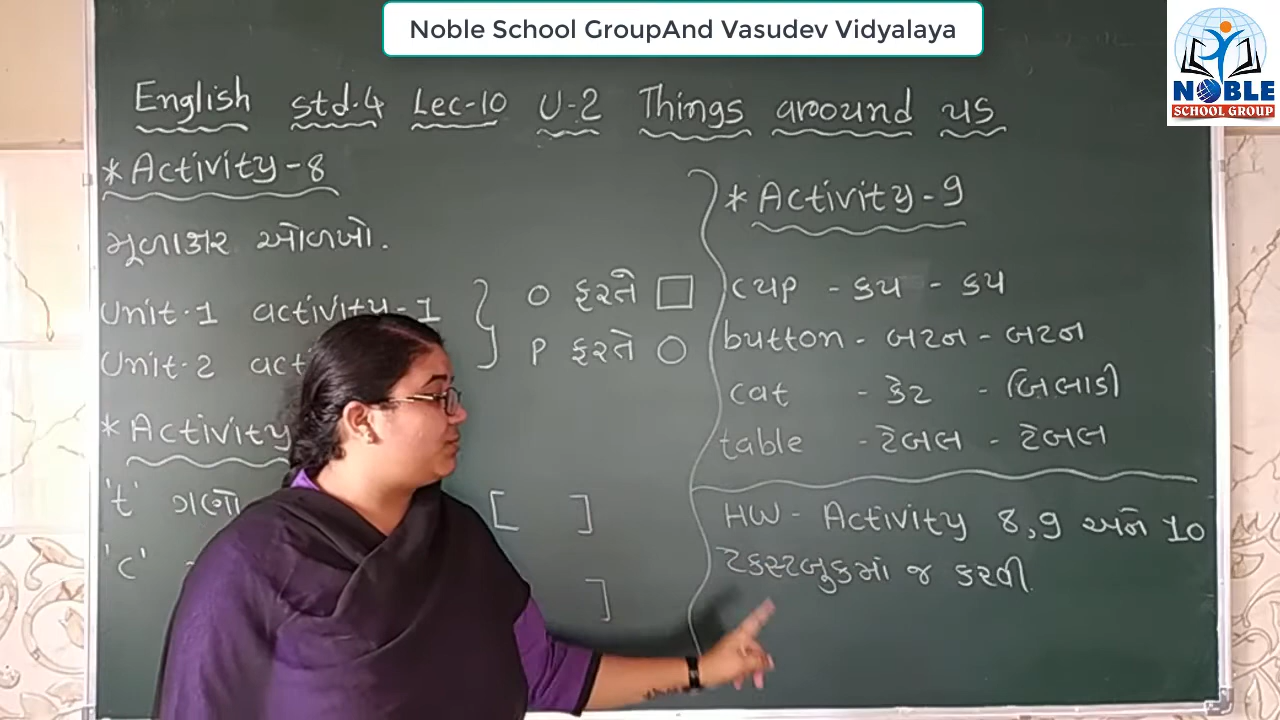 Noble School GroupAnd Vasudev Vidyalaya
NOBLE
SCHOOL GROUP
English std.4 Lec-10 U-2 Things around us
*Activity-8
મૂળાક્ષર ઓળખો.
Unit-1 activity-1
Unit-2 acti
O ફરતે □
P ફરતે ○
*Activity
't' ગણો
[ ]
'c'
]
*Activity-9
cup - કપ - કપ
button - બટન - બટન
cat - કેટ - બિલાડી
table - ટેબલ - ટેબલ
HW - Activity 8,9 અને 10
ટેક્સ્ટબુકમાં જ કરવી.